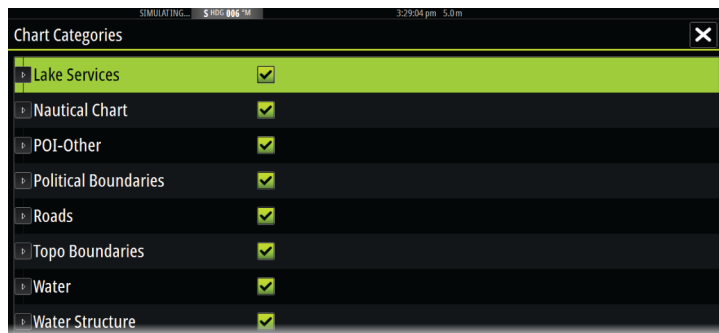 SIMULATING... S HDG 006 °M 3:29:04 pm 5.0 m
Chart Categories
Lake Services
Nautical Chart
POI-Other
Political Boundaries
Roads
Topo Boundaries
Water
Water Structure